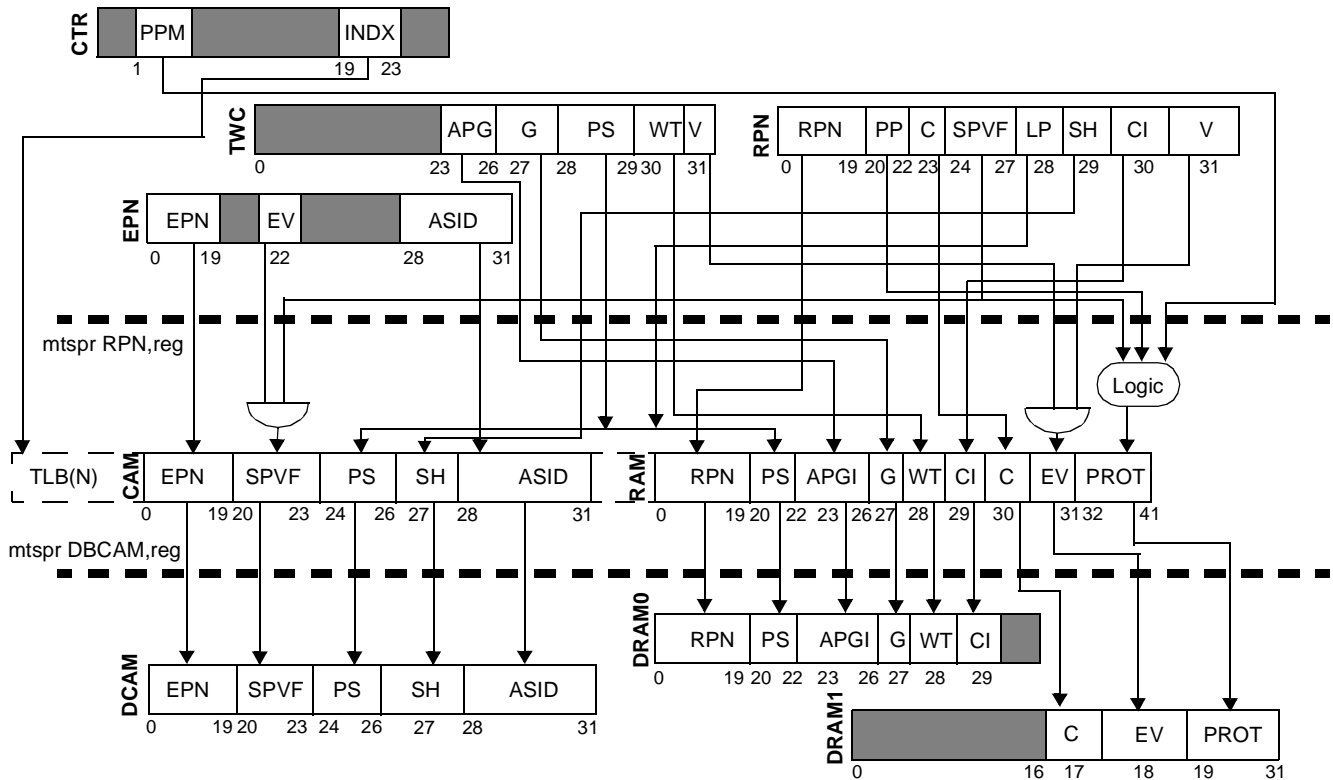 CTR PPM INDX
1 19 23
TWC APG G PS WT V
0 23 26 27 28 29 30 31
RPN RPN PP C SPVF LP SH CI V
0 19 20 22 23 24 27 28 29 30 31
EPN EPN EV ASID
0 19 22 28 31
mtspr RPN,reg
Logic
TLB(N) CAM EPN SPVF PS SH ASID
0 19 20 23 24 26 27 28 31
RAM RPN PS APGI G WT CI C EV PROT
0 19 20 22 23 26 27 28 29 30 31 32 41
mtspr DBCAM,reg
DRAM0 RPN PS APGI G WT CI
0 19 20 22 23 26 27 28 29
DCAM EPN SPVF PS SH ASID
0 19 20 23 24 26 27 28 31
DRAM1 C EV PROT
0 16 17 18 19 31